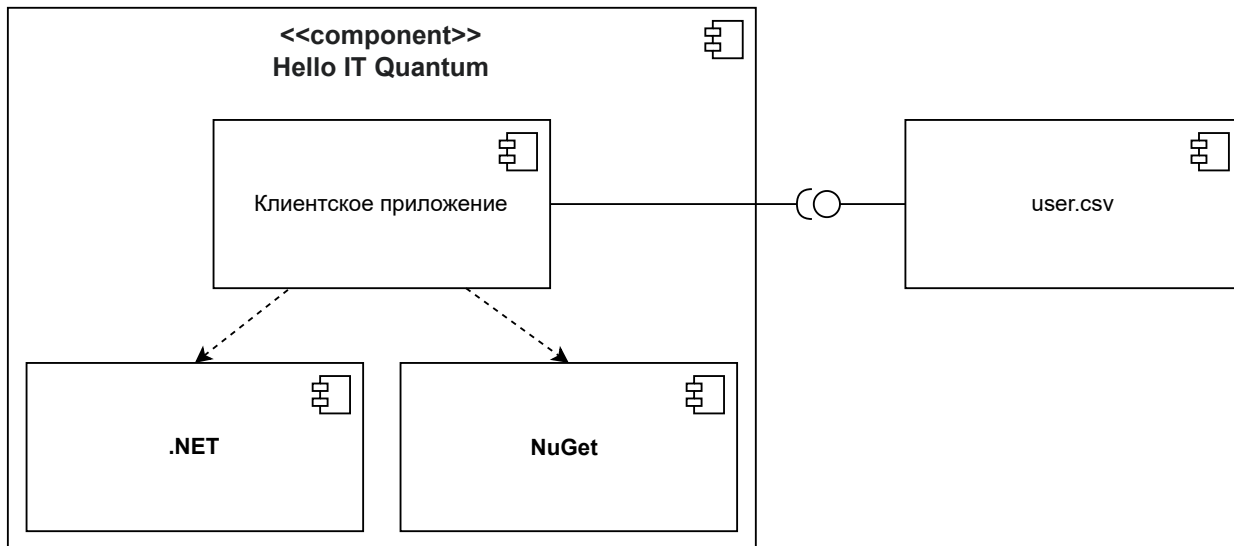 <<component>>
Hello IT Quantum
Клиентское приложение
user.csv
.NET
NuGet